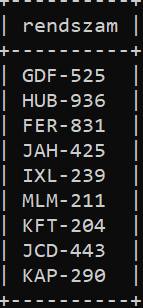 +----------+
| rendszam |
+----------+
| GDF-525  |
| HUB-936  |
| FER-831  |
| JAH-425  |
| IXL-239  |
| MLM-211  |
| KFT-204  |
| JCD-443  |
| KAP-290  |
+----------+